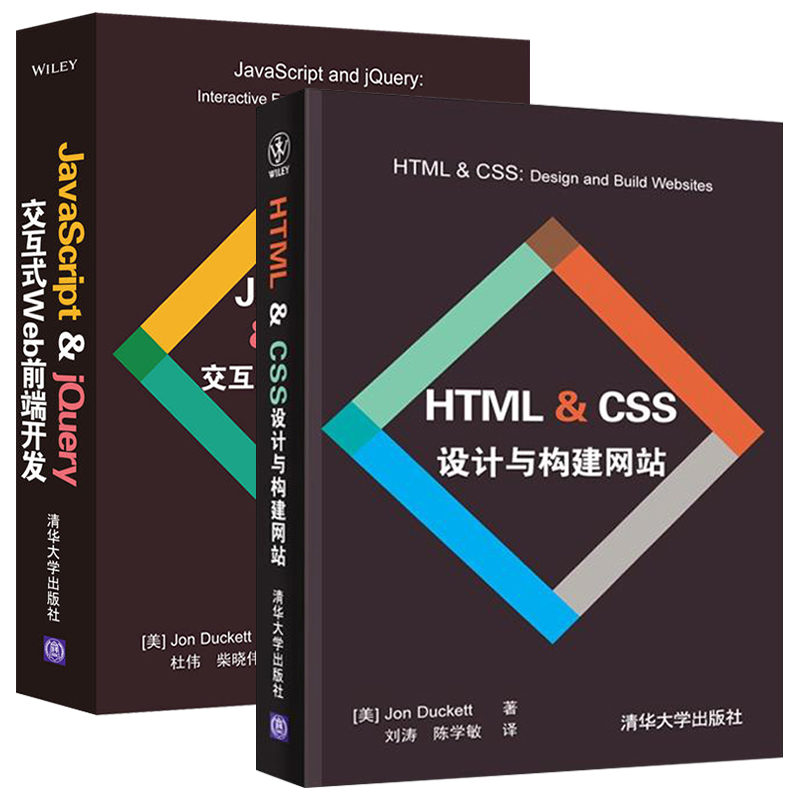 WILEY
JavaScript & jQuery
交互式Web前端开发
清华大学出版社
JavaScript and jQuery:
Interactive
J
&
交互
[美] Jon Duckett
杜伟 柴晓伟
WILEY
HTML & CSS设计与构建网站
清华大学出版社
HTML & CSS: Design and Build Websites
HTML & CSS
设计与构建网站
[美] Jon Duckett 著
刘涛 陈学敏 译
清华大学出版社